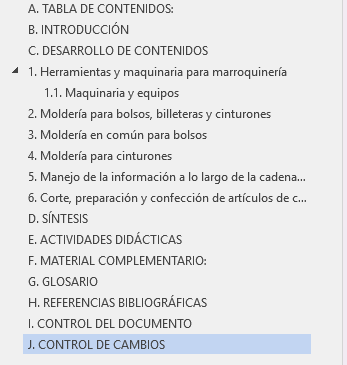 A. TABLA DE CONTENIDOS:
B. INTRODUCCIÓN
C. DESARROLLO DE CONTENIDOS
1. Herramientas y maquinaria para marroquinería
1.1. Maquinaria y equipos
2. Moldería para bolsos, billeteras y cinturones
3. Moldería en común para bolsos
4. Moldería para cinturones
5. Manejo de la información a lo largo de la cadena...
6. Corte, preparación y confección de artículos de c...
D. SÍNTESIS
E. ACTIVIDADES DIDÁCTICAS
F. MATERIAL COMPLEMENTARIO:
G. GLOSARIO
H. REFERENCIAS BIBLIOGRÁFICAS
I. CONTROL DEL DOCUMENTO
J. CONTROL DE CAMBIOS